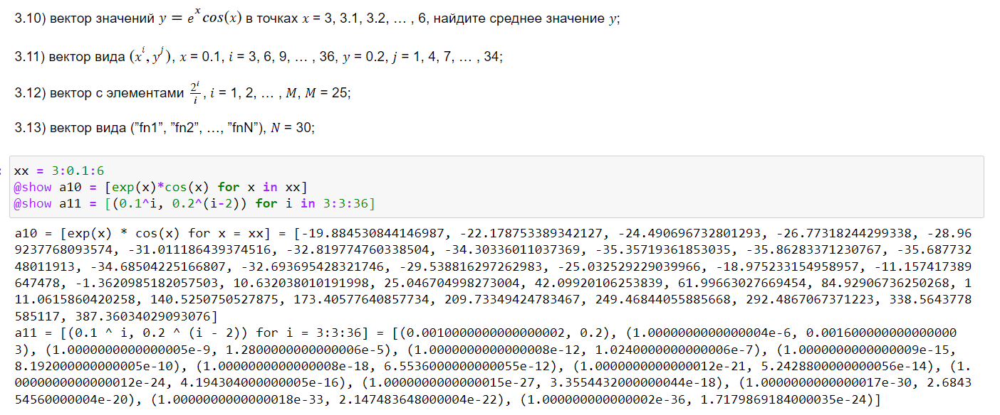 3.10) вектор значений y = e^x cos(x) в точках x = 3, 3.1, 3.2, … , 6, найдите среднее значение y;
3.11) вектор вида (x^i, y^j), x = 0.1, i = 3, 6, 9, … , 36, y = 0.2, j = 1, 4, 7, … , 34;
3.12) вектор с элементами 2^i/i, i = 1, 2, … , M, M = 25;
3.13) вектор вида (”fn1”, ”fn2”, …, ”fnN”), N = 30;
: xx = 3:0.1:6
@show a10 = [exp(x)*cos(x) for x in xx]
@show a11 = [(0.1^i, 0.2^(i-2)) for i in 3:3:36]
a10 = [exp(x) * cos(x) for x = xx] = [-19.884530844146987, -22.178753389342127, -24.490696732801293, -26.77318244299338, -28.96
9237768093574, -31.011186439374516, -32.819774760338504, -34.30336011037369, -35.35719361853035, -35.86283371230767, -35.687732
48011913, -34.68504225166807, -32.693695428321746, -29.538816297262983, -25.032529229039966, -18.975233154958957, -11.157417389
647478, -1.3620985182057503, 10.632038010191998, 25.046704998273004, 42.09920106253839, 61.99663027669454, 84.92906736250268, 1
11.0615860420258, 140.5250750527875, 173.40577640857734, 209.73349424783467, 249.46844055885668, 292.4867067371223, 338.5643778
585117, 387.36034029093076]
a11 = [(0.1 ^ i, 0.2 ^ (i - 2)) for i = 3:3:36] = [(0.0010000000000000002, 0.2), (1.0000000000000004e-6, 0.001600000000000000
3), (1.0000000000000005e-9, 1.2800000000000006e-5), (1.0000000000000008e-12, 1.0240000000000006e-7), (1.0000000000000009e-15,
8.192000000000005e-10), (1.0000000000000008e-18, 6.5536000000000055e-12), (1.0000000000000012e-21, 5.2428800000000056e-14), (1.
0000000000000012e-24, 4.194304000000005e-16), (1.0000000000000015e-27, 3.3554432000000044e-18), (1.0000000000000017e-30, 2.6843
54560000004e-20), (1.0000000000000018e-33, 2.147483648000004e-22), (1.000000000000002e-36, 1.7179869184000035e-24)]